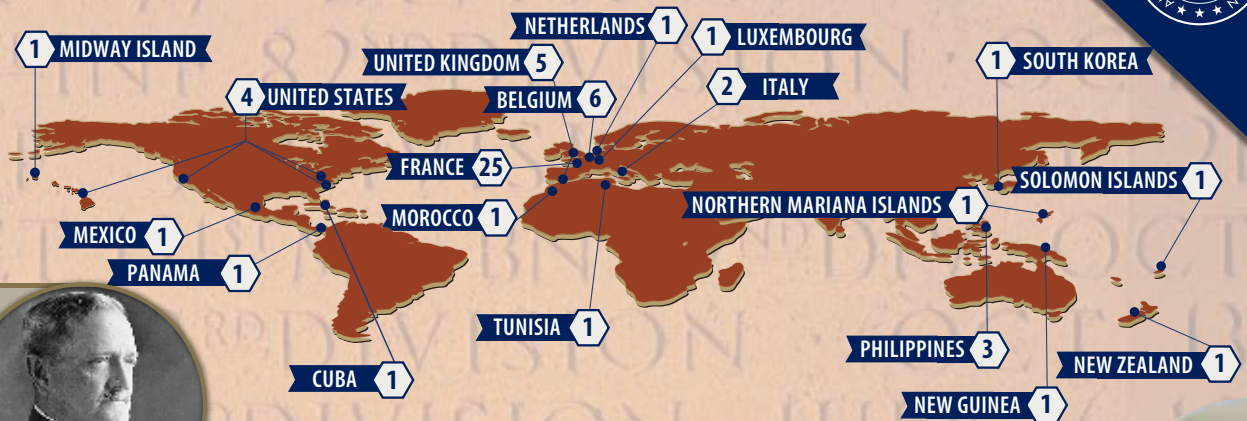 NETHERLANDS 1
1 LUXEMBOURG
1 MIDWAY ISLAND
UNITED KINGDOM 5
1 SOUTH KOREA
4 UNITED STATES
BELGIUM 6
2 ITALY
FRANCE 25
SOLOMON ISLANDS 1
NORTHERN MARIANA ISLANDS 1
MOROCCO 1
MEXICO 1
PANAMA 1
TUNISIA 1
PHILIPPINES 3
NEW ZEALAND 1
CUBA 1
NEW GUINEA 1